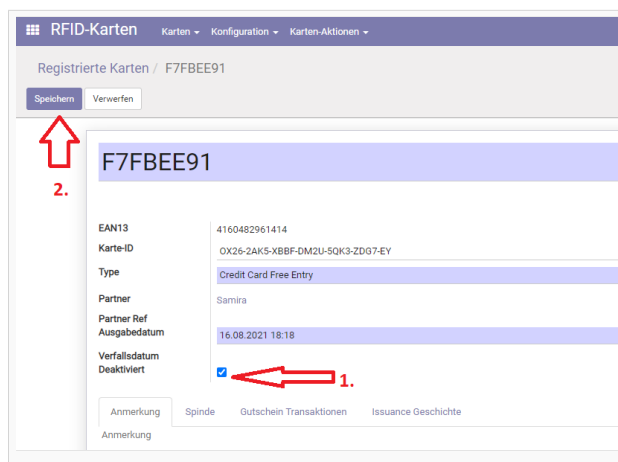 RFID-Karten Karten Konfiguration Karten-Aktionen
Registrierte Karten / F7FBEE91
Speichern Verwerfen
F7FBEE91
2.
EAN13 4160482961414
Karte-ID OX26-2AK5-XBBF-DM2U-5QK3-ZDG7-EY
Type Credit Card Free Entry
Partner Samira
Partner Ref
Ausgabedatum 16.08.2021 18:18
Verfallsdatum
Deaktiviert
1.
Anmerkung Spinde Gutschein Transaktionen Issuance Geschichte
Anmerkung